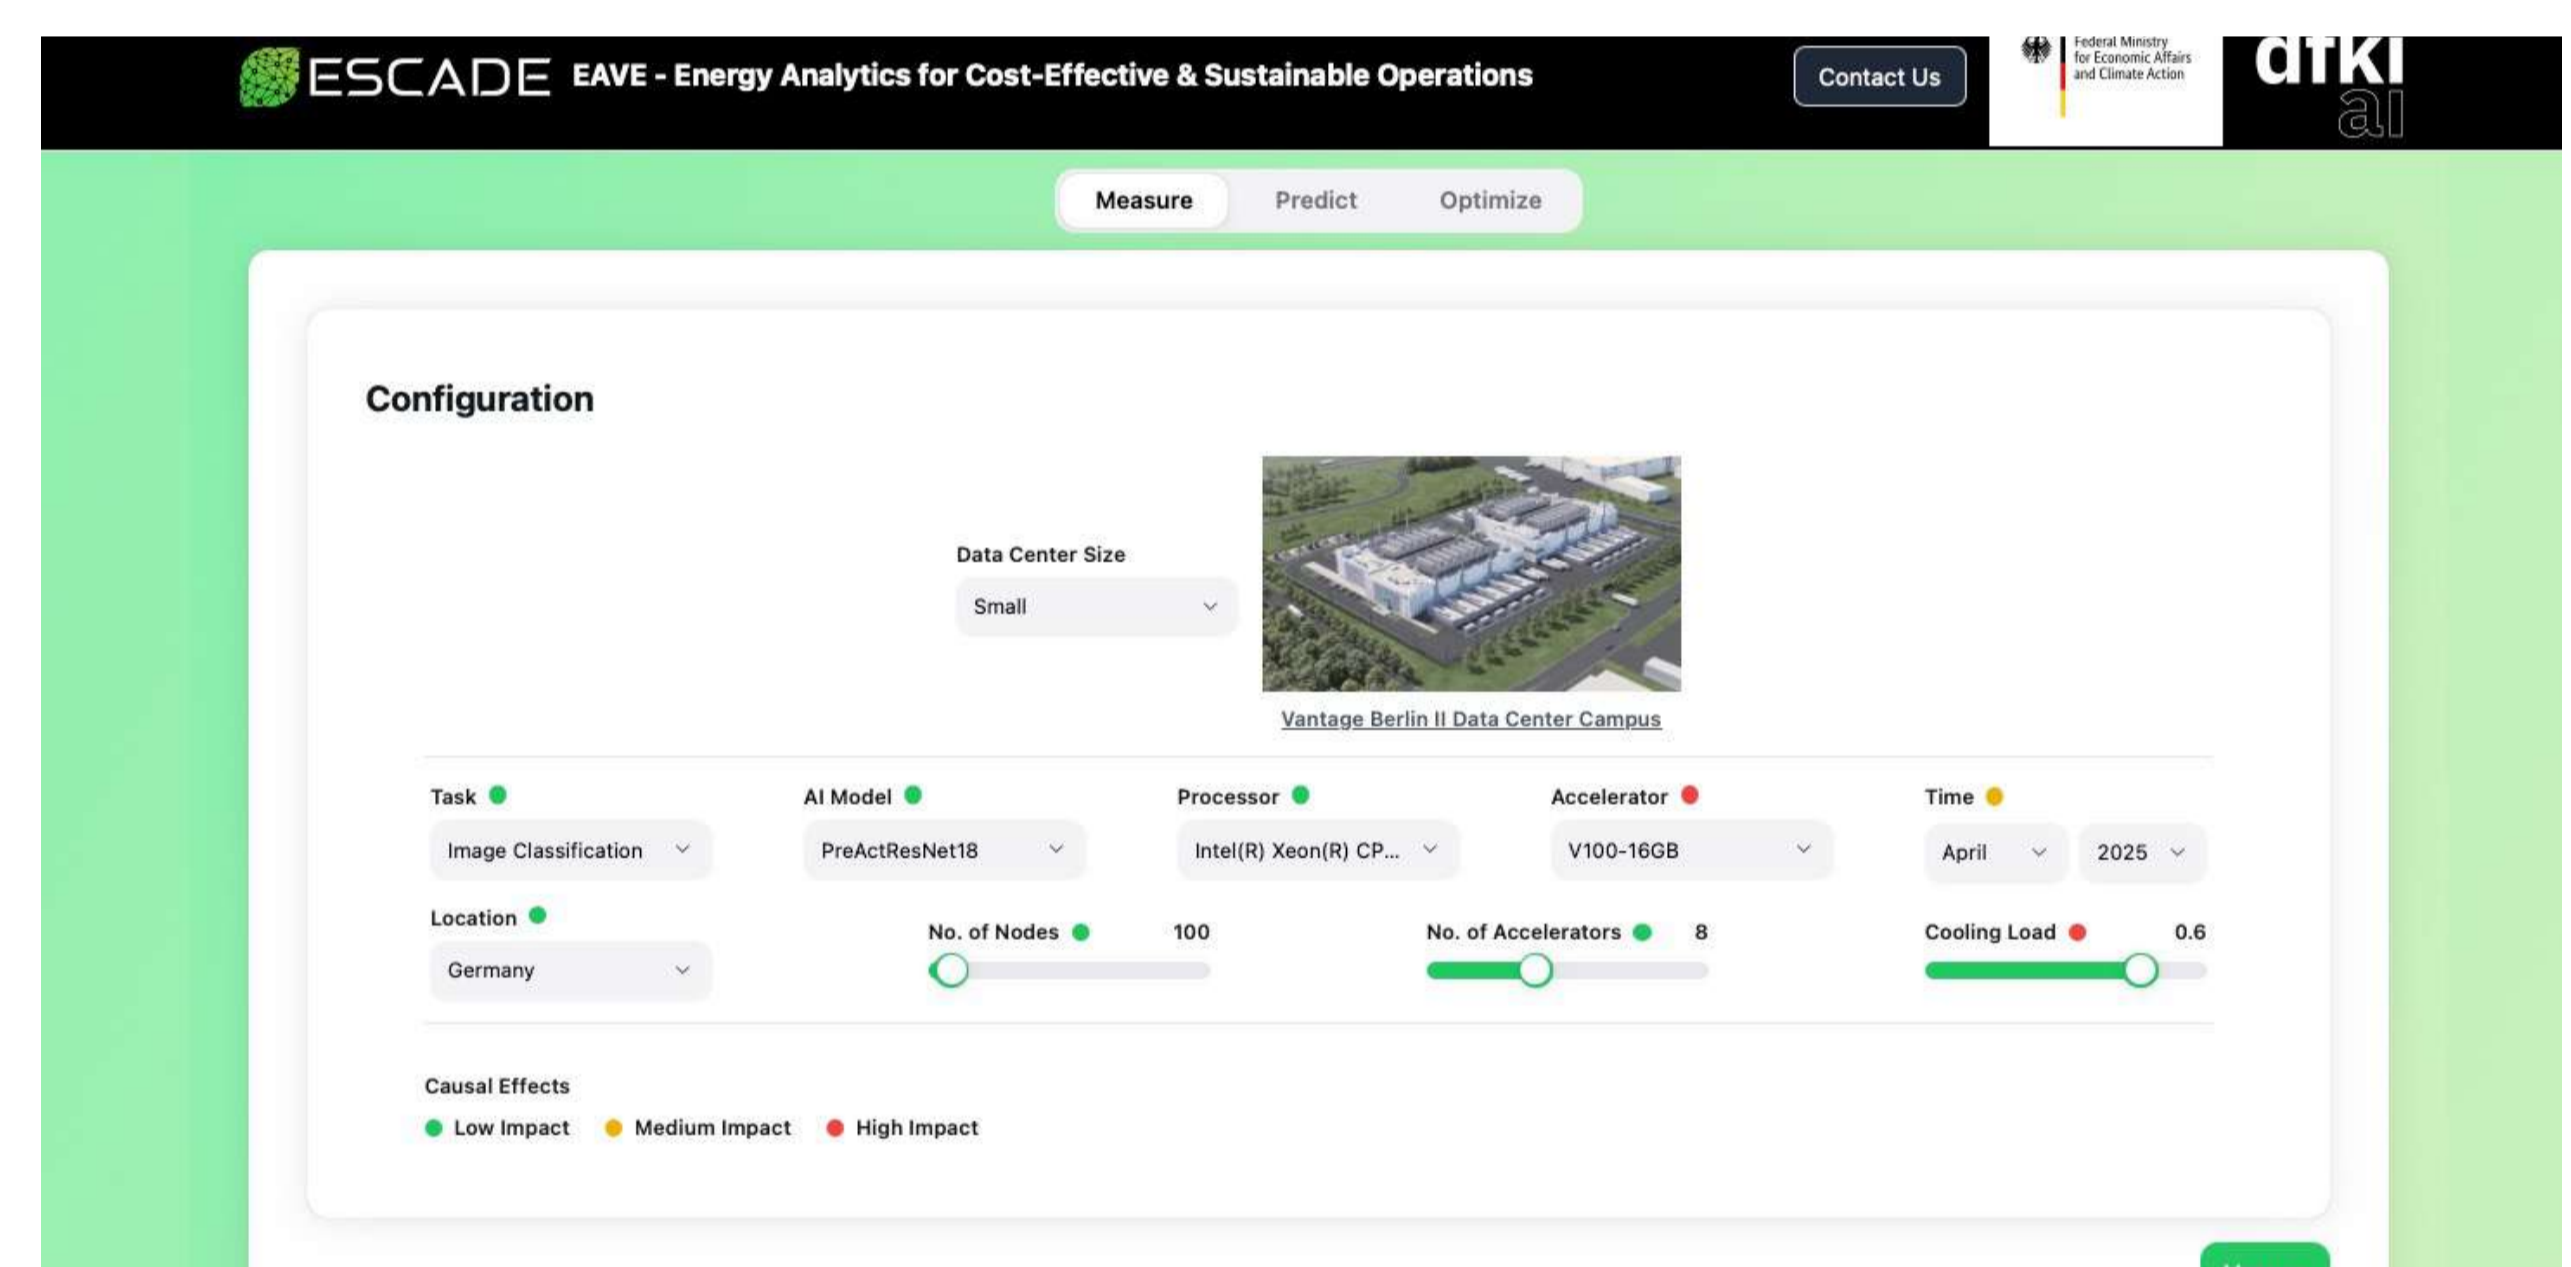 ESCADE EAVE - Energy Analytics for Cost-Effective & Sustainable Operations
Contact Us
Federal Ministry
for Economic Affairs
and Climate Action
dfki
ai
Measure Predict Optimize
Configuration
Data Center Size
Small
Vantage Berlin II Data Center Campus
Task AI Model Processor Accelerator Time
Image Classification PreActResNet18 Intel(R) Xeon(R) CP... V100-16GB April 2025
Location No. of Nodes 100 No. of Accelerators 8 Cooling Load 0.6
Germany
Causal Effects
Low Impact Medium Impact High Impact